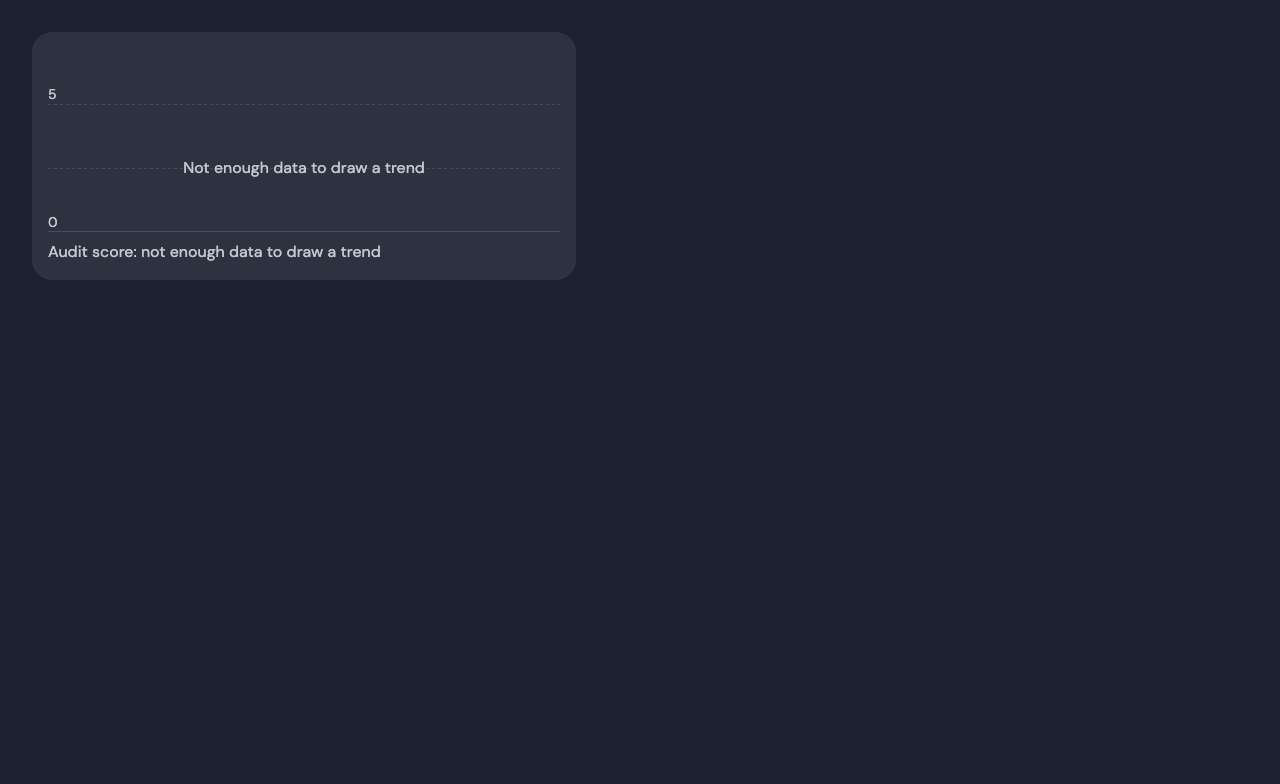 5
Not enough data to draw a trend
0
Audit score: not enough data to draw a trend